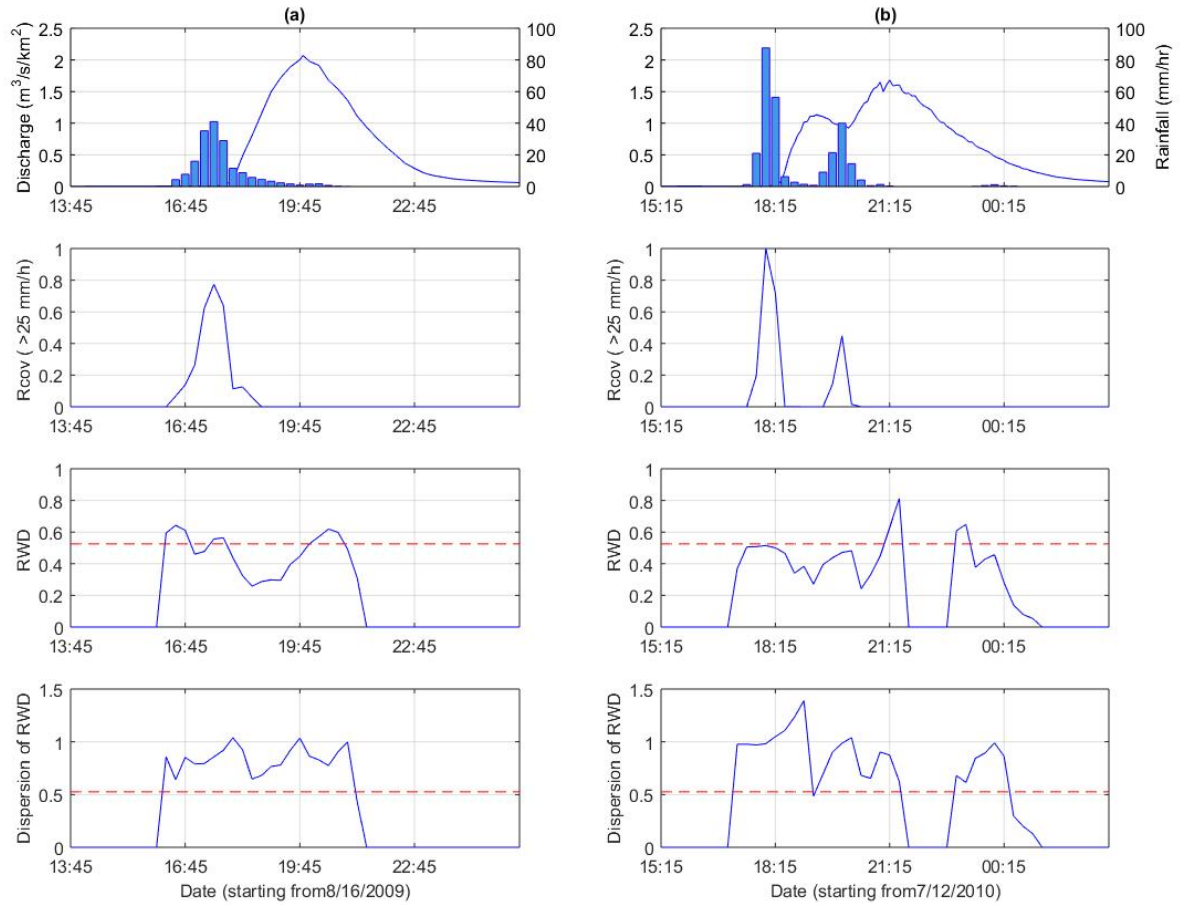 (a)
Discharge (m³/s/km²)
2.5
2
1.5
1
0.5
0
100
80
60
40
20
0
13:45 16:45 19:45 22:45
(b)
2.5
2
1.5
1
0.5
0
Rainfall (mm/hr)
100
80
60
40
20
0
15:15 18:15 21:15 00:15
Rcov ( >25 mm/h)
1
0.8
0.6
0.4
0.2
0
13:45 16:45 19:45 22:45
Rcov ( >25 mm/h)
1
0.8
0.6
0.4
0.2
0
15:15 18:15 21:15 00:15
RWD
1
0.8
0.6
0.4
0.2
0
13:45 16:45 19:45 22:45
RWD
1
0.8
0.6
0.4
0.2
0
15:15 18:15 21:15 00:15
Dispersion of RWD
1.5
1
0.5
0
13:45 16:45 19:45 22:45
Date (starting from8/16/2009)
Dispersion of RWD
1.5
1
0.5
0
15:15 18:15 21:15 00:15
Date (starting from7/12/2010)